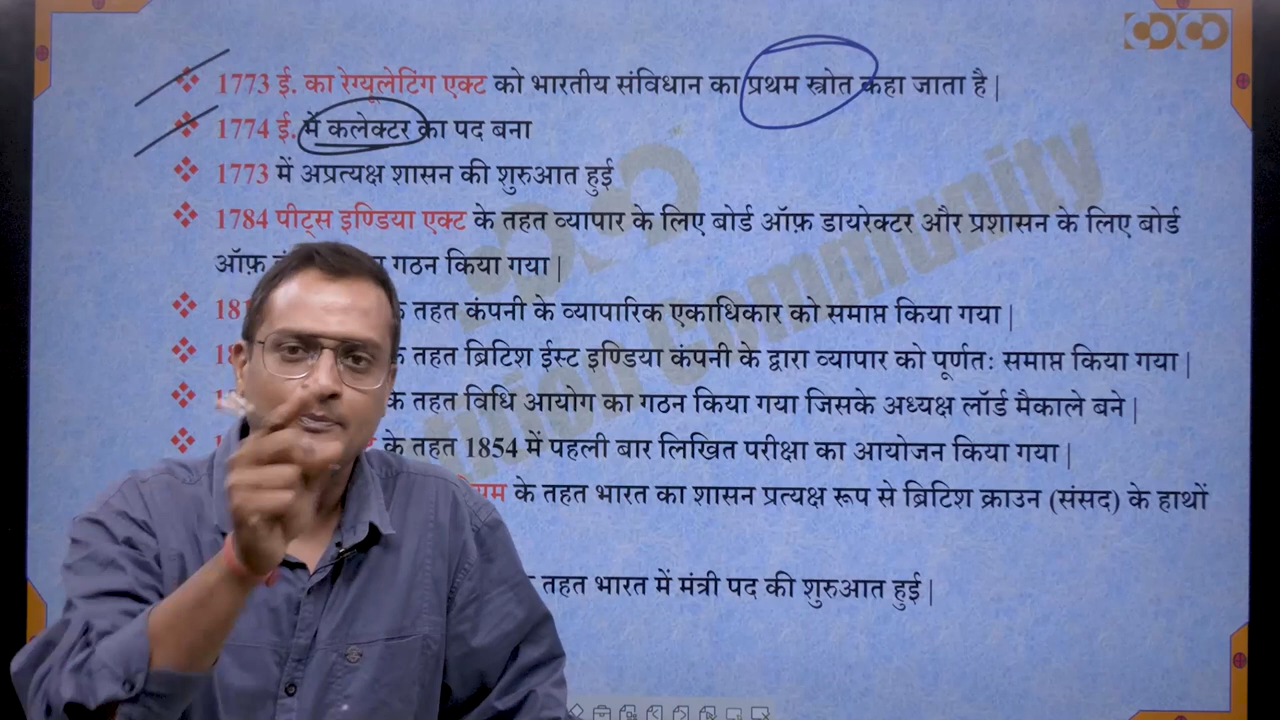 1773 ई. का रेग्यूलेटिंग एक्ट को भारतीय संविधान का प्रथम स्त्रोत कहा जाता है |
1774 ई. में कलेक्टर का पद बना
1773 में अप्रत्यक्ष शासन की शुरुआत हुई
1784 पीट्स इण्डिया एक्ट के तहत व्यापार के लिए बोर्ड ऑफ़ डायरेक्टर और प्रशासन के लिए बोर्ड
ऑफ़ गठन किया गया |
तहत कंपनी के व्यापारिक एकाधिकार को समाप्त किया गया |
तहत ब्रिटिश ईस्ट इण्डिया कंपनी के द्वारा व्यापार को पूर्णतः समाप्त किया गया |
के तहत विधि आयोग का गठन किया गया जिसके अध्यक्ष लॉर्ड मैकाले बने |
के तहत 1854 में पहली बार लिखित परीक्षा का आयोजन किया गया |
के तहत भारत का शासन प्रत्यक्ष रूप से ब्रिटिश क्राउन (संसद) के हाथों
तहत भारत में मंत्री पद की शुरुआत हुई |
Community